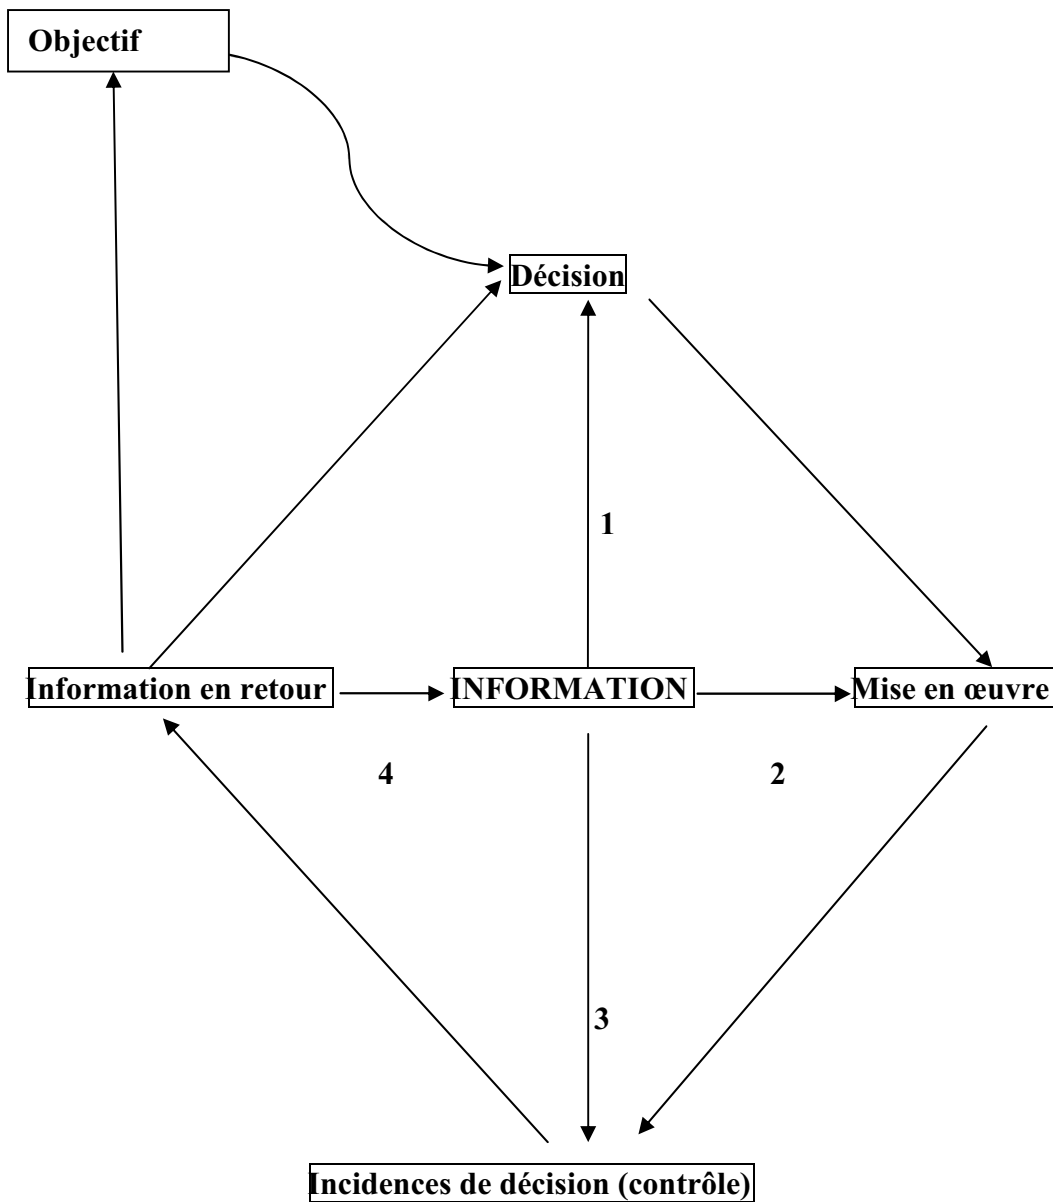 Objectif
Décision
1
Information en retour
INFORMATION
Mise en œuvre
4
2
3
Incidences de décision (contrôle)